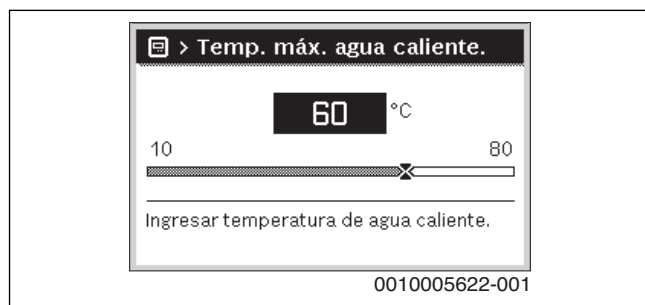 > Temp. máx. agua caliente.
60 °C
10 80
Ingresar temperatura de agua caliente.
0010005622-001